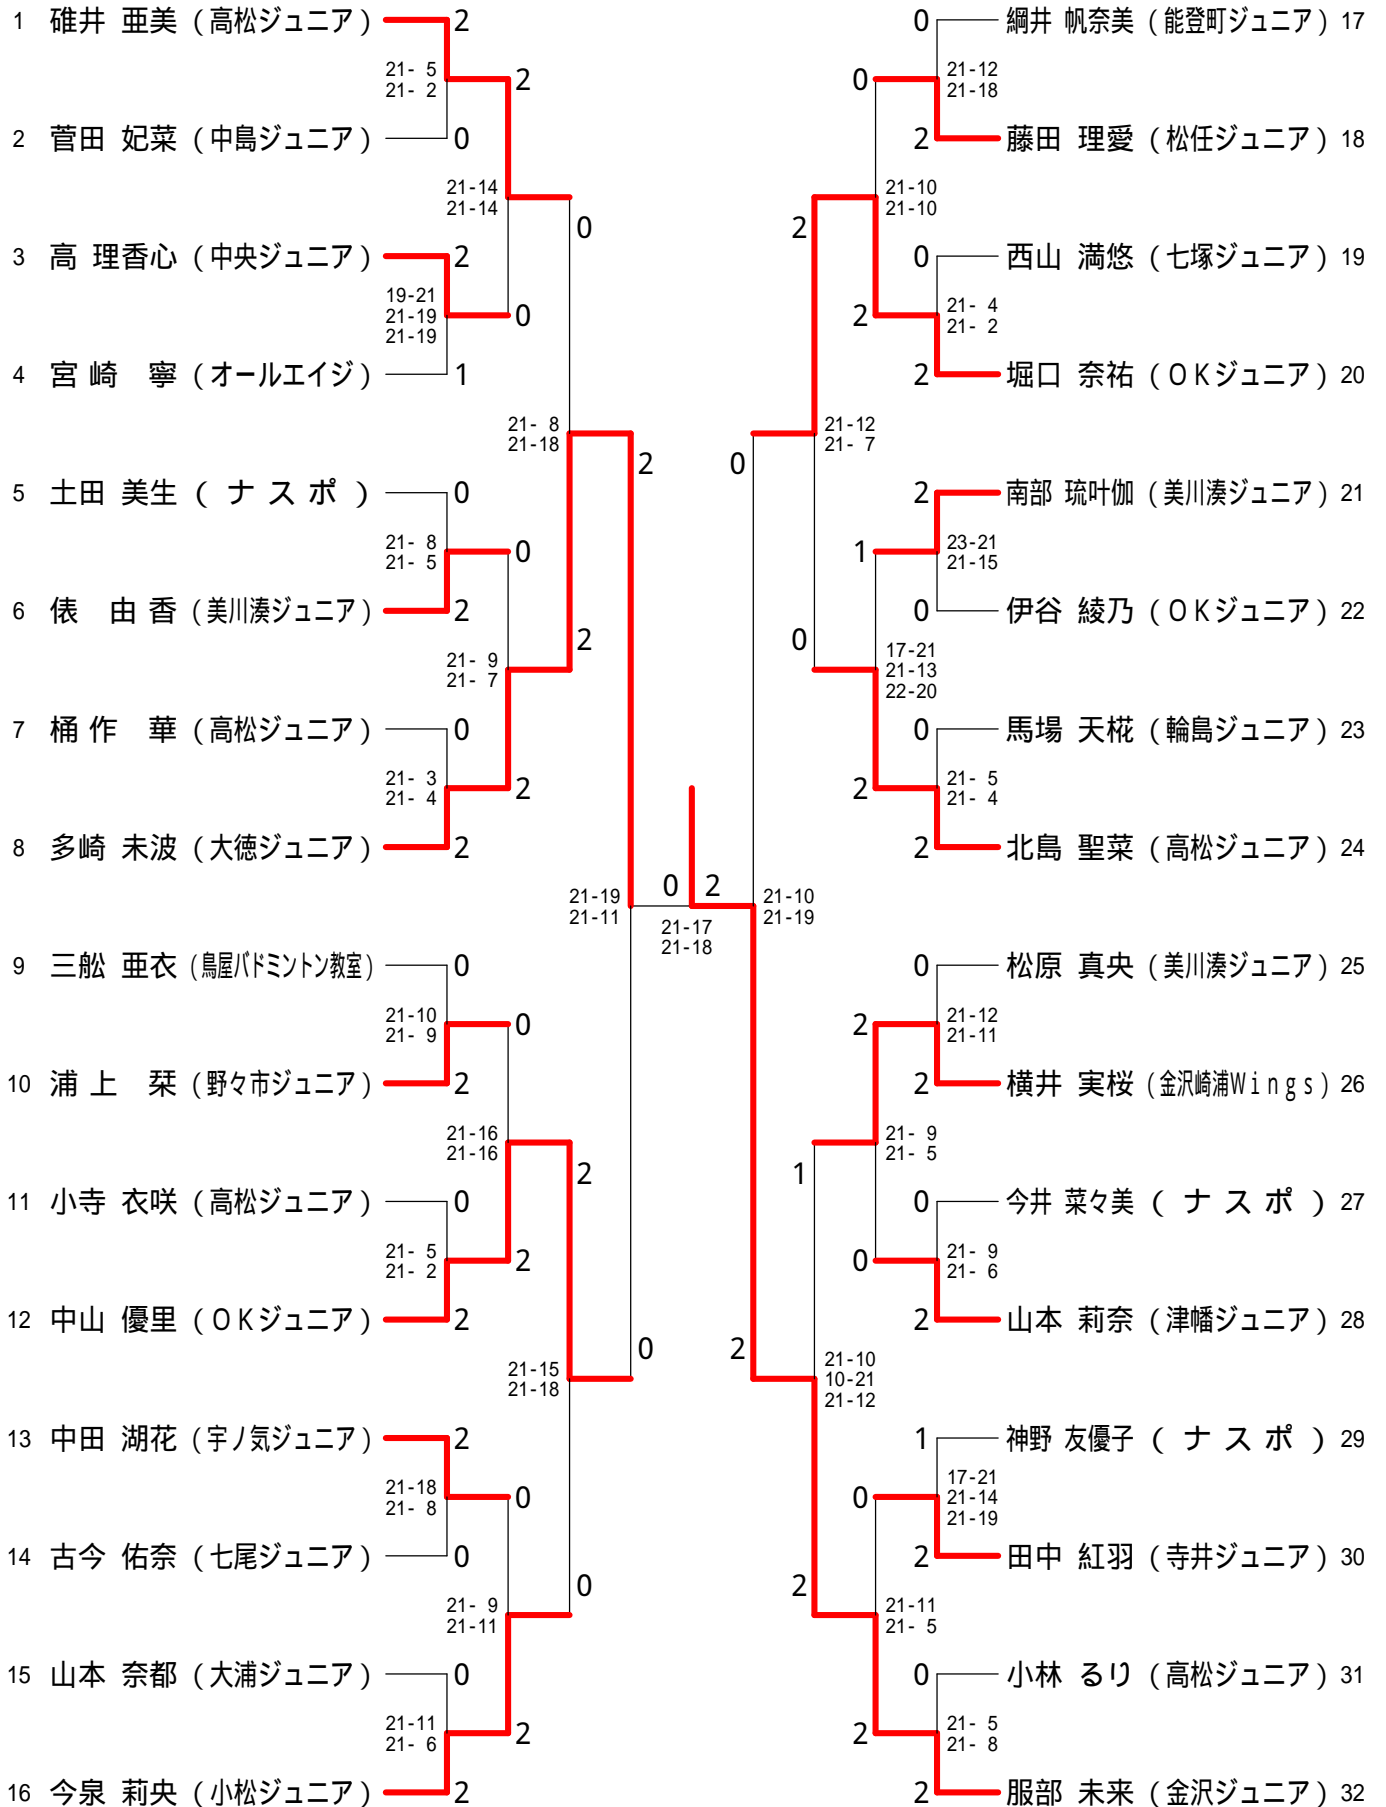 1 碓井 亜美 (高松ジュニア) 2
21- 5
21- 2
2
2 菅田 妃菜 (中島ジュニア) 0
21-14
21-14
0
3 高 理香心 (中央ジュニア) 2
19-21
21-19
21-19
0
4 宮崎 寧 (オールエイジ) 1
21- 8
21-18
2
5 土田 美生 (ナスポ) 0
21- 8
21- 5
0
6 俵 由香 (美川湊ジュニア) 2
21- 9
21- 7
2
7 桶作 華 (高松ジュニア) 0
21- 3
21- 4
2
8 多崎 未波 (大徳ジュニア) 2
21-19
21-11
0 2
21-17
21-18
9 三舩 亜衣 (鳥屋バドミントン教室) 0
21-10
21- 9
0
10 浦上 栞 (野々市ジュニア) 2
21-16
21-16
2
11 小寺 衣咲 (高松ジュニア) 0
21- 5
21- 2
2
12 中山 優里 (OKジュニア) 2
21-15
21-18
0
13 中田 湖花 (宇ノ気ジュニア) 2
21-18
21- 8
0
14 古今 佑奈 (七尾ジュニア) 0
21- 9
21-11
0
15 山本 奈都 (大浦ジュニア) 0
21-11
21- 6
2
16 今泉 莉央 (小松ジュニア) 2
0 綱井 帆奈美 (能登町ジュニア) 17
0
21-12
21-18
2 藤田 理愛 (松任ジュニア) 18
2
21-10
21-10
0 西山 満悠 (七塚ジュニア) 19
2
21- 4
21- 2
2 堀口 奈祐 (OKジュニア) 20
0
21-12
21- 7
2 南部 琉叶伽 (美川湊ジュニア) 21
1
23-21
21-15
0 伊谷 綾乃 (OKジュニア) 22
0
17-21
21-13
22-20
0 馬場 天椛 (輪島ジュニア) 23
2
21- 5
21- 4
2 北島 聖菜 (高松ジュニア) 24
21-10
21-19
0 松原 真央 (美川湊ジュニア) 25
2
21-12
21-11
2 横井 実桜 (金沢崎浦Wings) 26
1
21- 9
21- 5
0 今井 菜々美 (ナスポ) 27
0
21- 9
21- 6
2 山本 莉奈 (津幡ジュニア) 28
2
21-10
10-21
21-12
1 神野 友優子 (ナスポ) 29
0
17-21
21-14
21-19
2 田中 紅羽 (寺井ジュニア) 30
2
21-11
21- 5
0 小林 るり (高松ジュニア) 31
2
21- 5
21- 8
2 服部 未来 (金沢ジュニア) 32